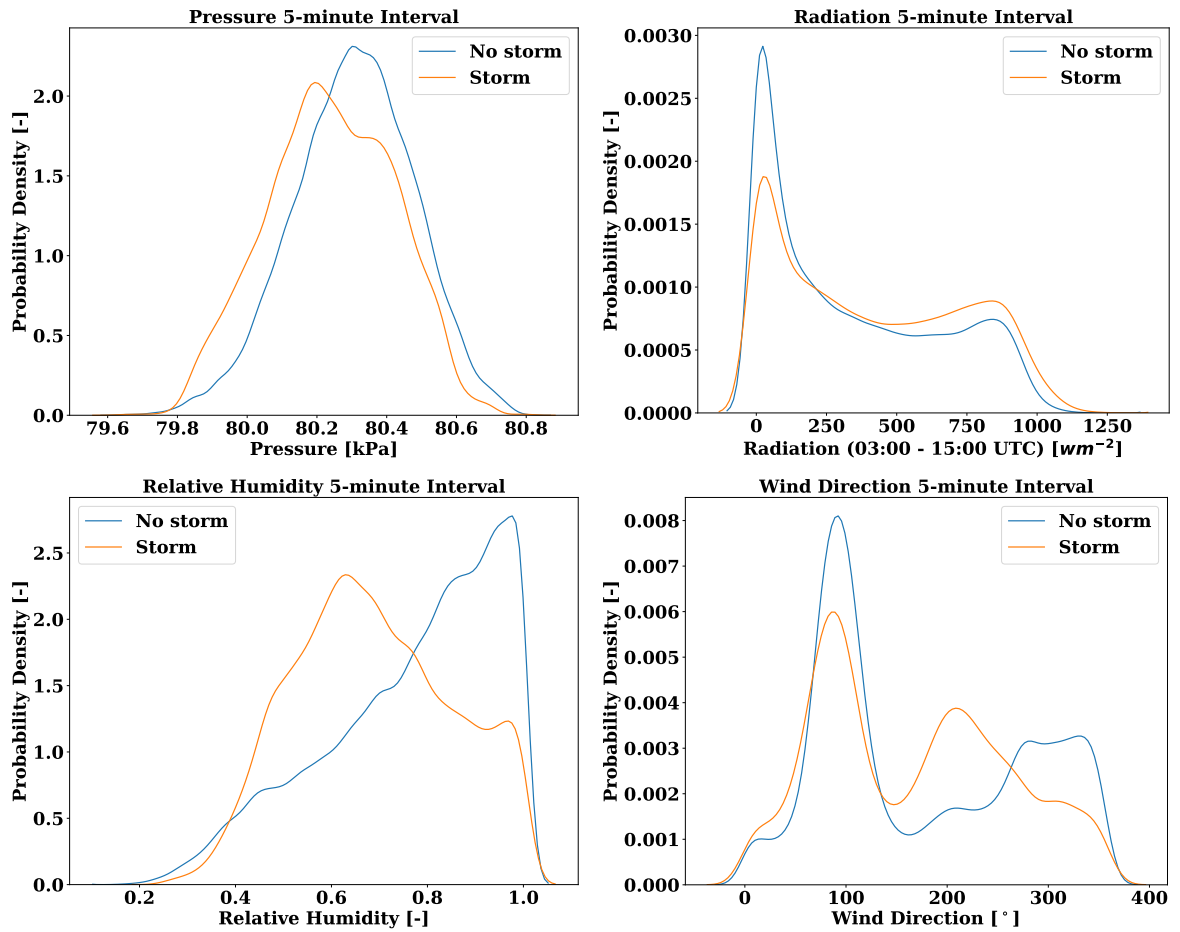 Pressure 5-minute Interval
Probability Density [-]
2.0
1.5
1.0
0.5
0.0
No storm
Storm
79.6 79.8 80.0 80.2 80.4 80.6 80.8
Pressure [kPa]
Radiation 5-minute Interval
Probability Density [-]
0.0030
0.0025
0.0020
0.0015
0.0010
0.0005
0.0000
No storm
Storm
0 250 500 750 1000 1250
Radiation (03:00 - 15:00 UTC) [wm⁻²]
Relative Humidity 5-minute Interval
Probability Density [-]
2.5
2.0
1.5
1.0
0.5
0.0
No storm
Storm
0.2 0.4 0.6 0.8 1.0
Relative Humidity [-]
Wind Direction 5-minute Interval
Probability Density [-]
0.008
0.007
0.006
0.005
0.004
0.003
0.002
0.001
0.000
No storm
Storm
0 100 200 300 400
Wind Direction [°]